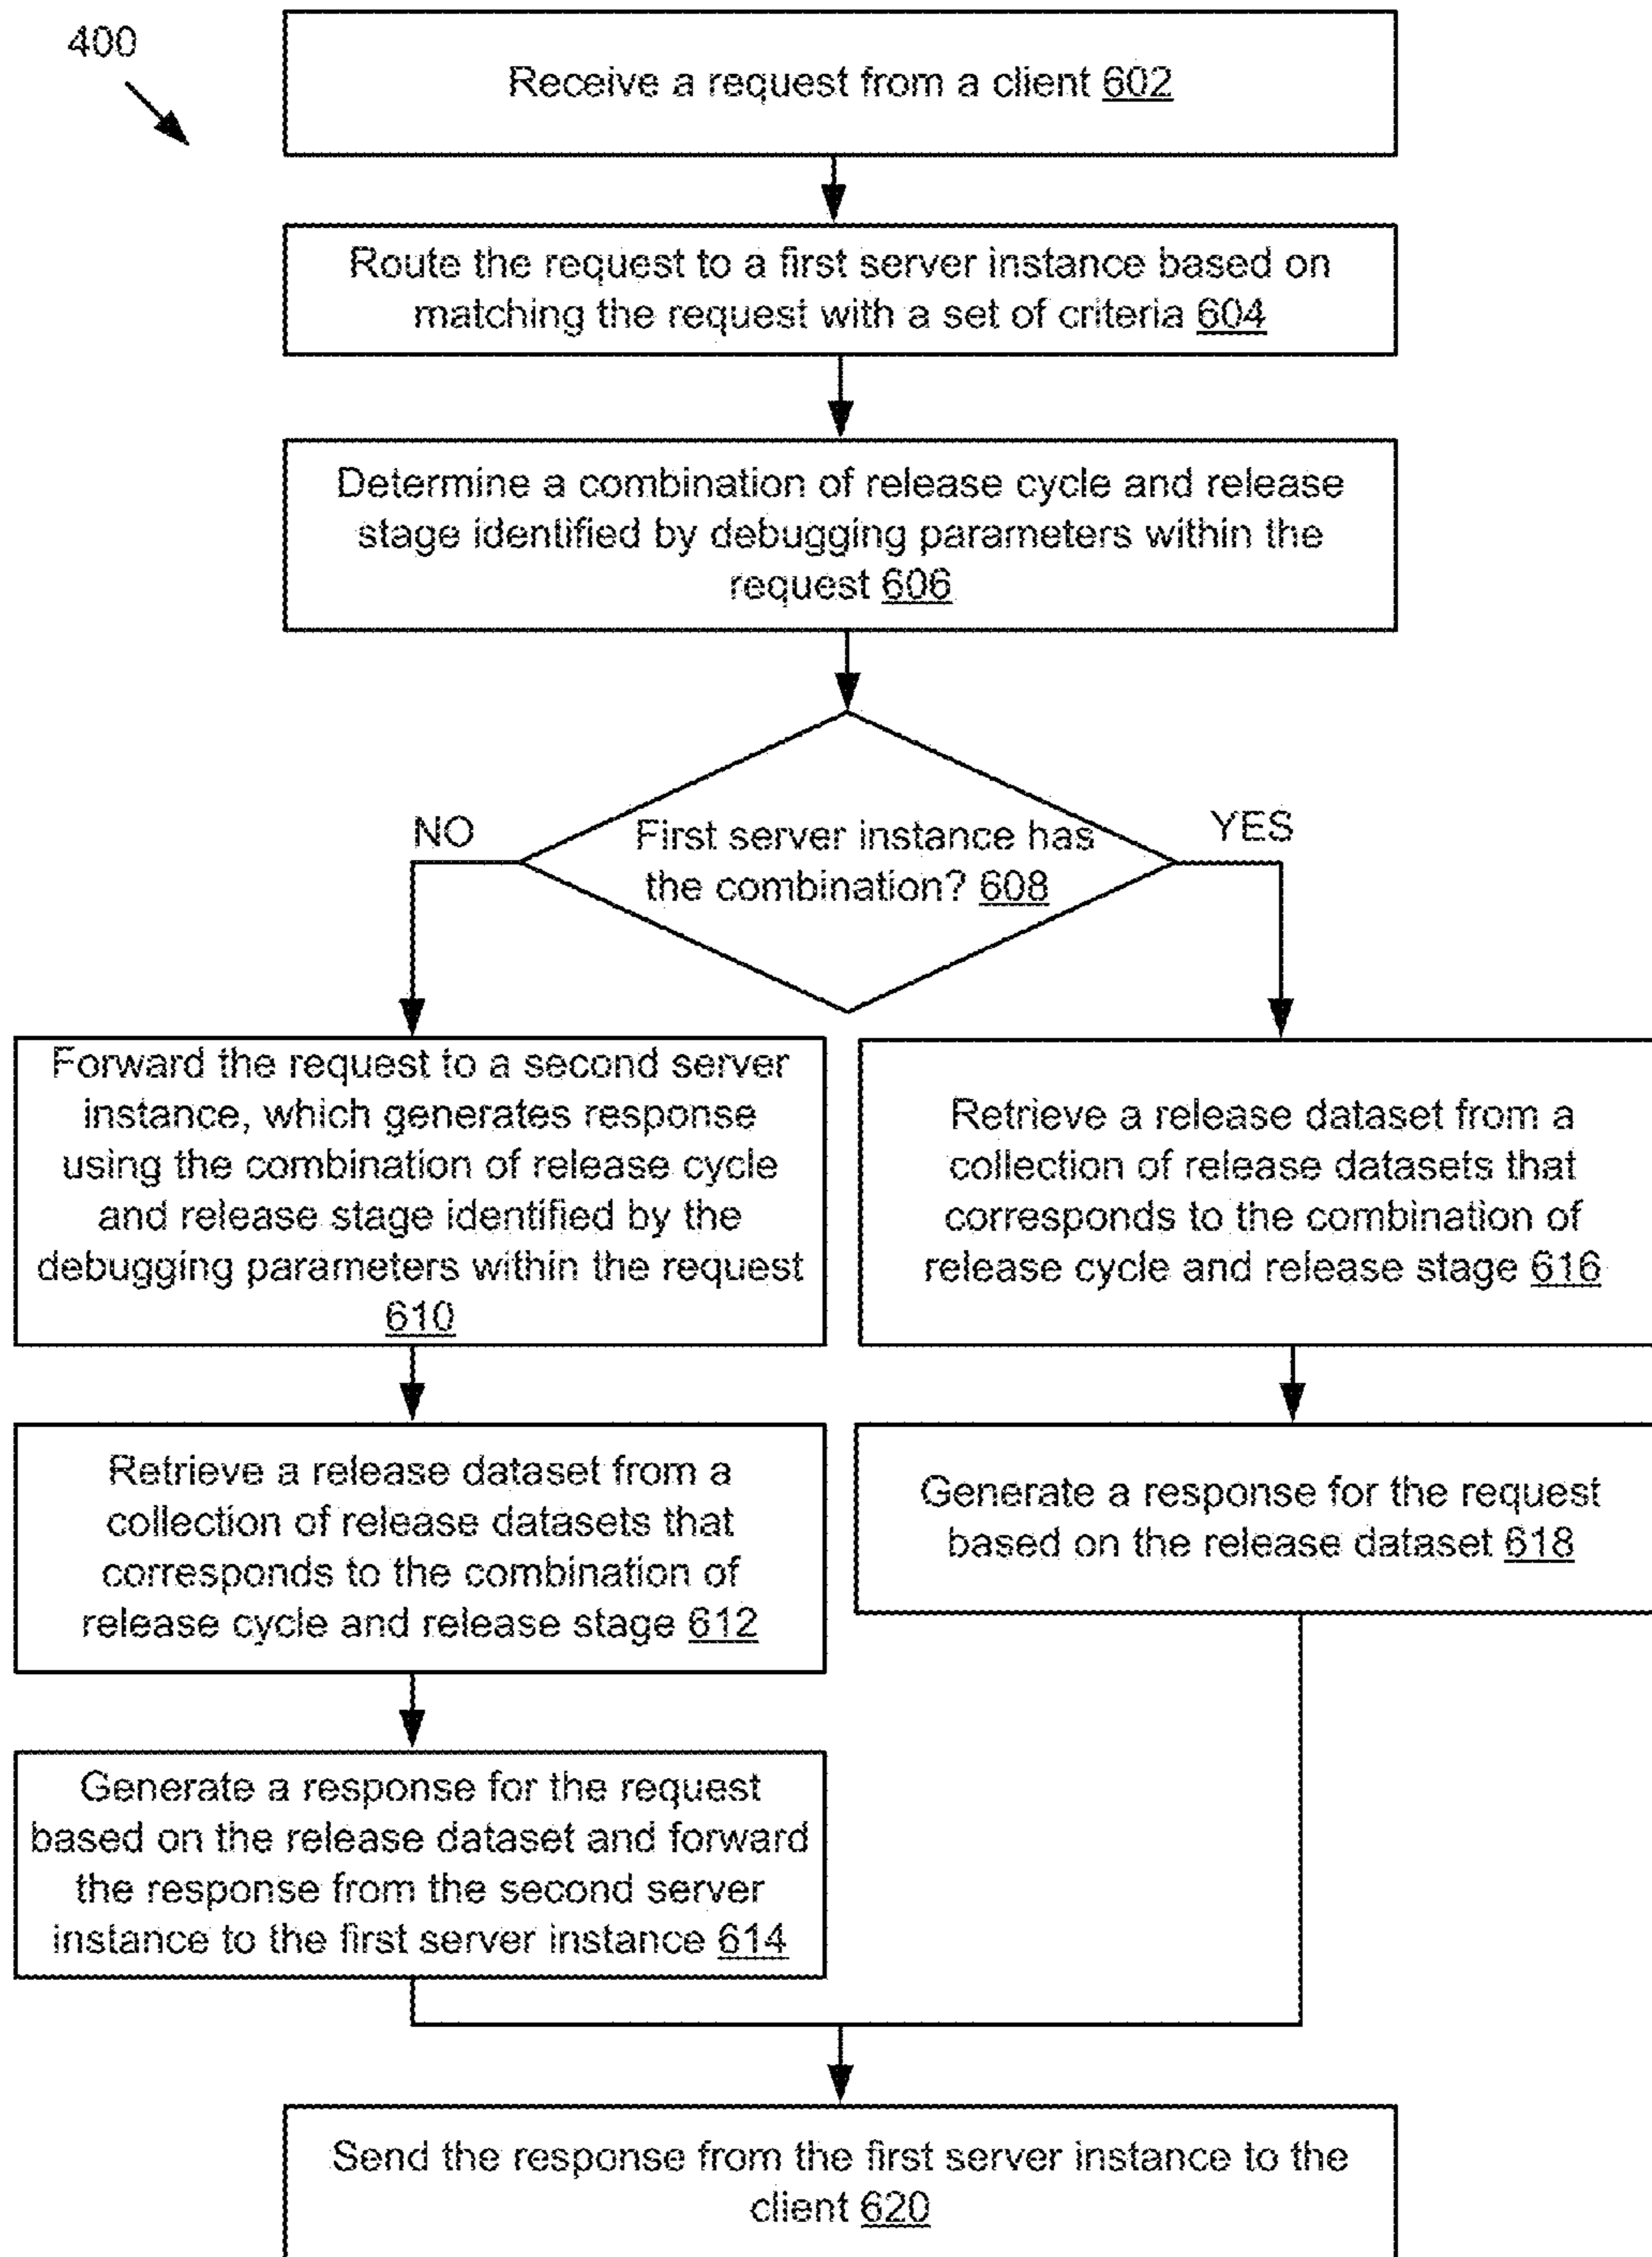 400
Receive a request from a client 602
Route the request to a first server instance based on
matching the request with a set of criteria 604
Determine a combination of release cycle and release
stage identified by debugging parameters within the
request 606
NO
First server instance has
the combination? 608
YES
Forward the request to a second server
instance, which generates response
using the combination of release cycle
and release stage identified by the
debugging parameters within the request
610
Retrieve a release dataset from a
collection of release datasets that
corresponds to the combination of
release cycle and release stage 616
Retrieve a release dataset from a
collection of release datasets that
corresponds to the combination of
release cycle and release stage 612
Generate a response for the request
based on the release dataset 618
Generate a response for the request
based on the release dataset and forward
the response from the second server
instance to the first server instance 614
Send the response from the first server instance to the
client 620